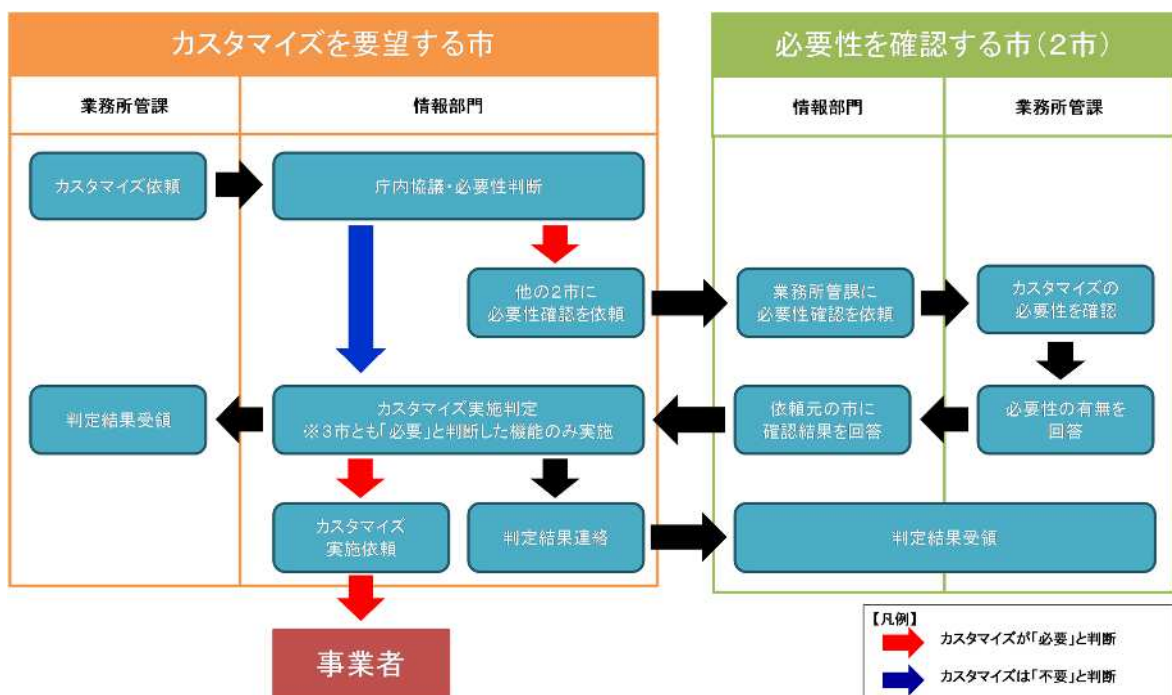 カスタマイズを要望する市
必要性を確認する市(2市)
業務所管課
情報部門
情報部門
業務所管課
カスタマイズ依頼
庁内協議・必要性判断
他の2市に
必要性確認を依頼
業務所管課に
必要性確認を依頼
カスタマイズの
必要性を確認
判定結果受領
カスタマイズ実施判定
※3市とも「必要」と判断した機能のみ実施
依頼元の市に
確認結果を回答
必要性の有無を
回答
カスタマイズ
実施依頼
判定結果連絡
判定結果受領
事業者
【凡例】
カスタマイズが「必要」と判断
カスタマイズは「不要」と判断